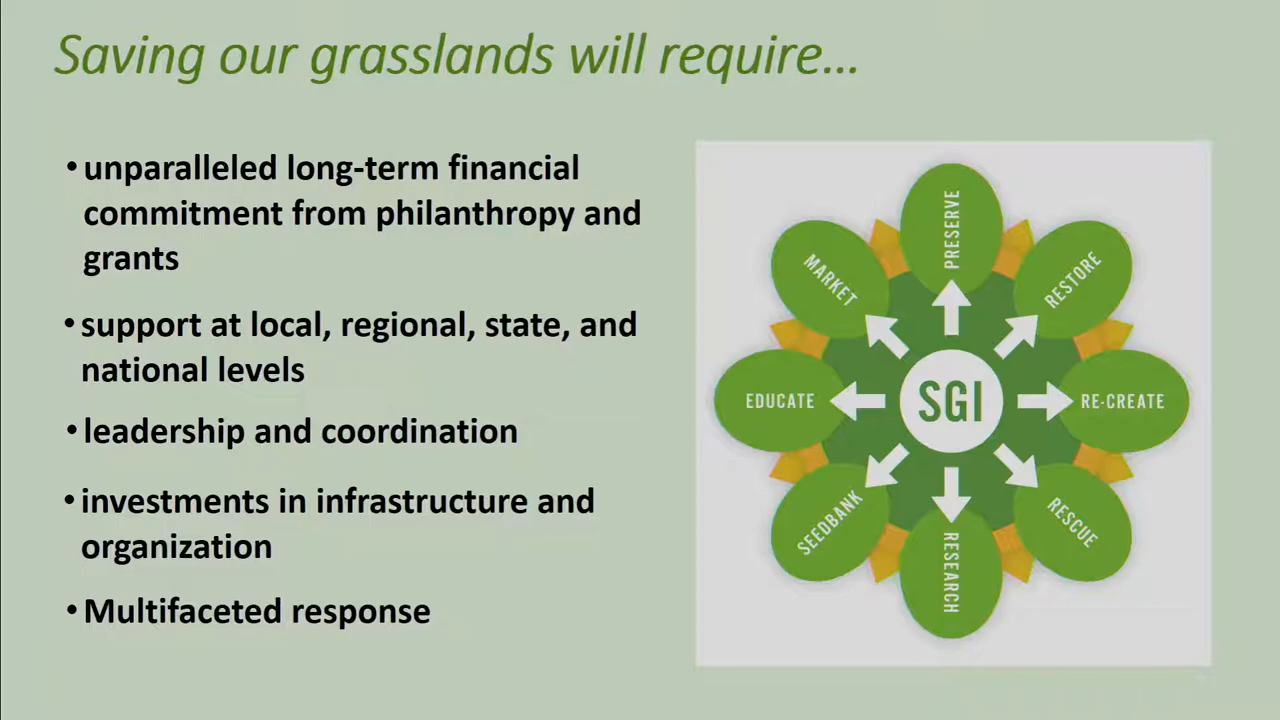 Saving our grasslands will require...
• unparalleled long-term financial
commitment from philanthropy and
grants
• support at local, regional, state, and
national levels
• leadership and coordination
• investments in infrastructure and
organization
• Multifaceted response
PRESERVE
RESTORE
RE-CREATE
RESCUE
RESEARCH
SEEDBANK
EDUCATE
MARKET
SGI